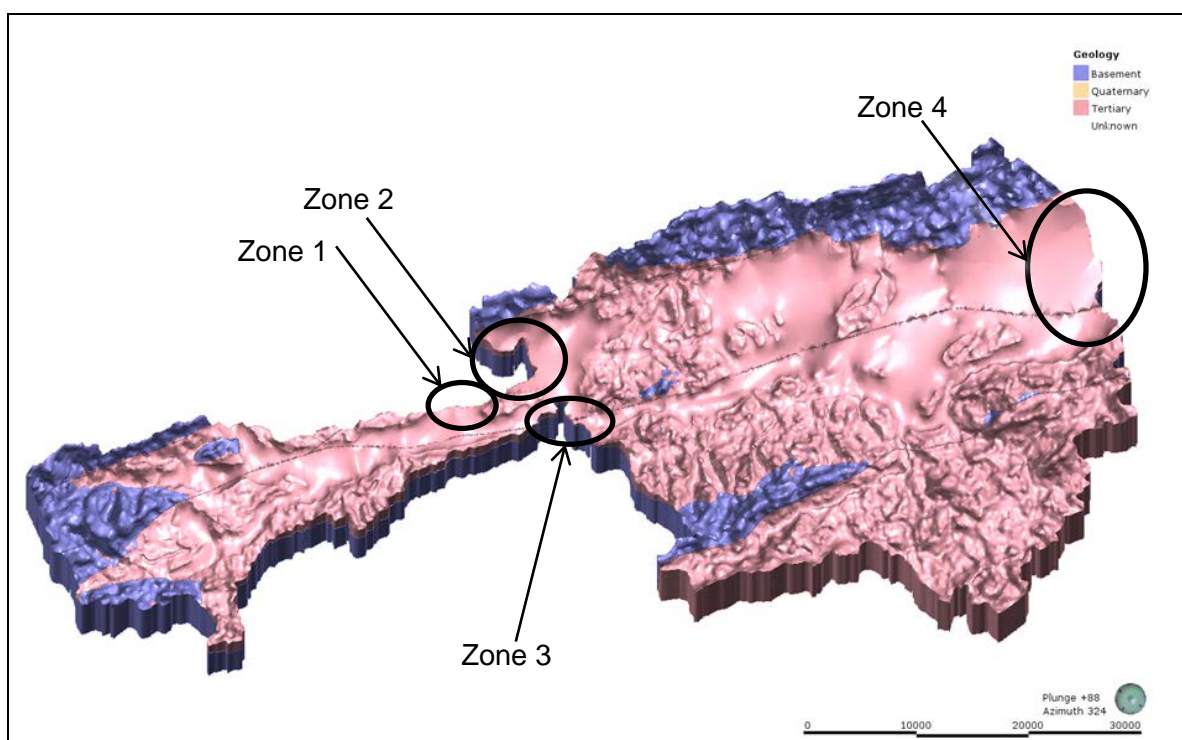 Geology
Basement
Quaternary
Tertiary
Unknown
Zone 4
Zone 2
Zone 1
Zone 3
Plunge +88
Azimuth 324
0 10000 20000 30000